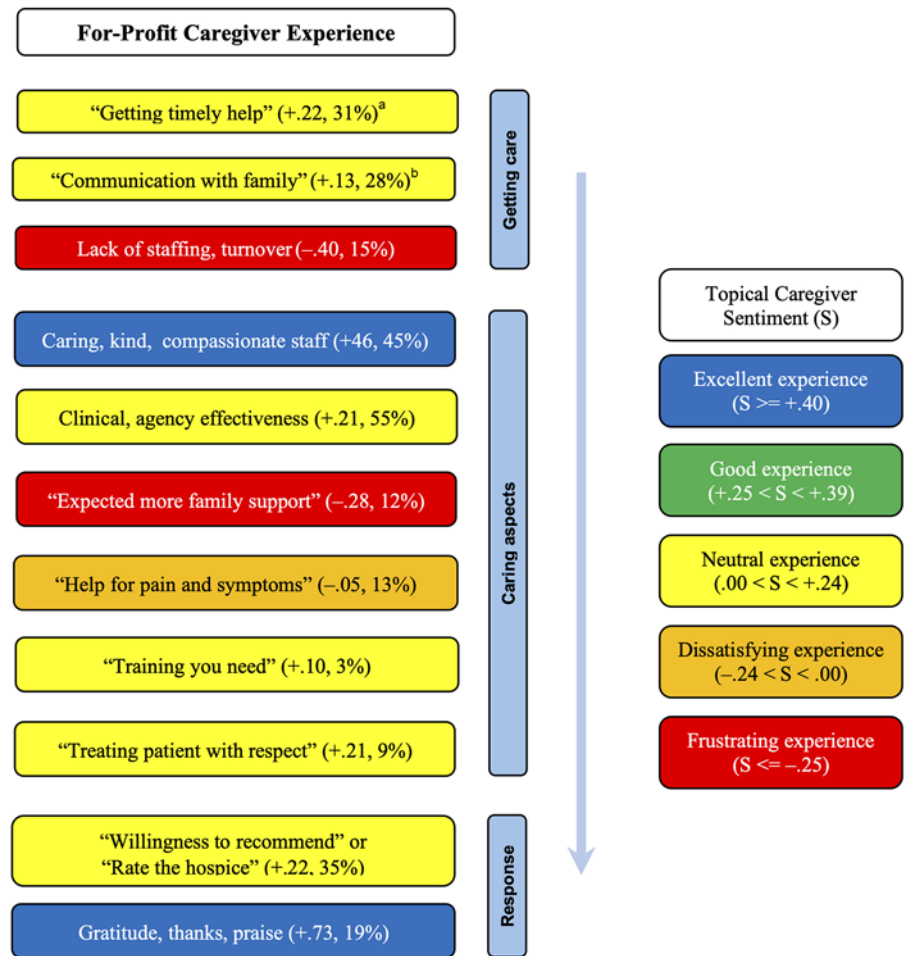 For-Profit Caregiver Experience
“Getting timely help” (+.22, 31%)a
“Communication with family” (+.13, 28%)b
Lack of staffing, turnover (–.40, 15%)
Getting care
Caring, kind, compassionate staff (+46, 45%)
Clinical, agency effectiveness (+.21, 55%)
“Expected more family support” (–.28, 12%)
“Help for pain and symptoms” (–.05, 13%)
“Training you need” (+.10, 3%)
“Treating patient with respect” (+.21, 9%)
Caring aspects
“Willingness to recommend” or
“Rate the hospice” (+.22, 35%)
Gratitude, thanks, praise (+.73, 19%)
Response
Topical Caregiver
Sentiment (S)
Excellent experience
(S >= +.40)
Good experience
(+.25 < S < +.39)
Neutral experience
(.00 < S < +.24)
Dissatisfying experience
(–.24 < S < .00)
Frustrating experience
(S <= –.25)